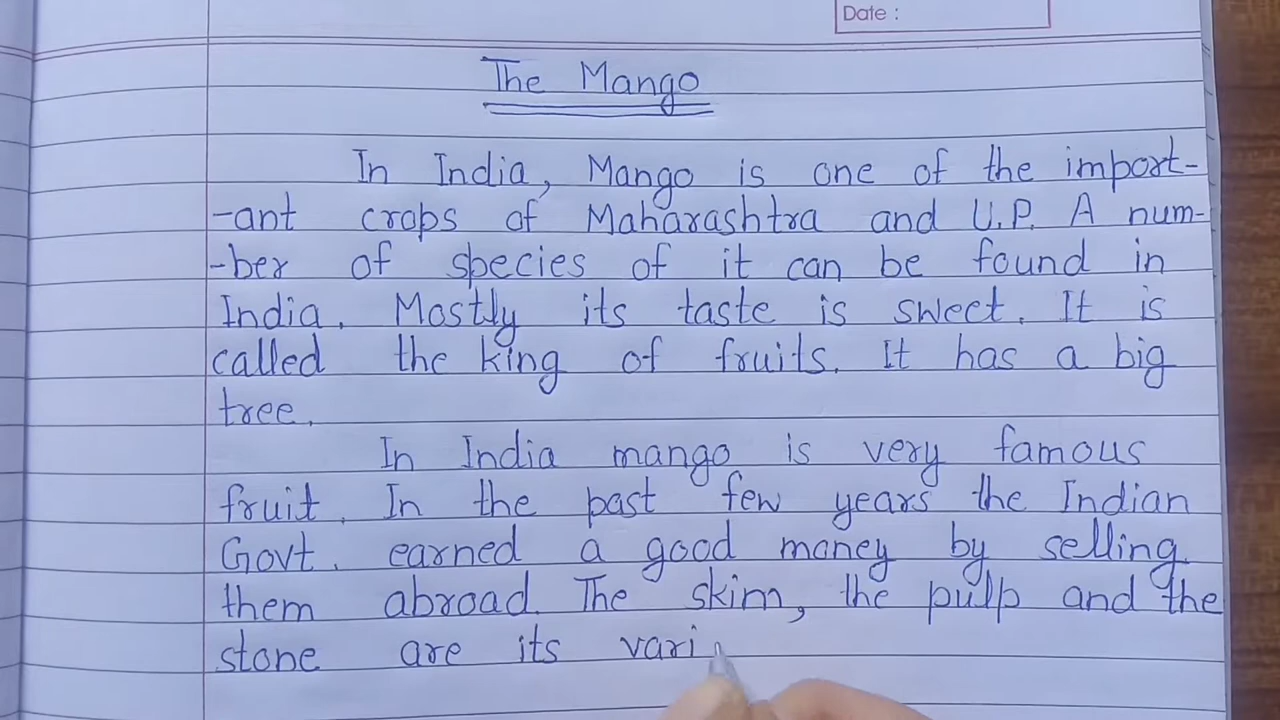 Date :
The Mango
In India, Mango is one of the import-
-ant crops of Maharashtra and U.P. A num-
-ber of species of it can be found in
India. Mostly its taste is sweet. It is
called the king of fruits. It has a big
tree.
In India mango is very famous
fruit. In the past few years the Indian
Govt. earned a good money by selling
them abroad. The skim, the pulp and the
stone are its vari